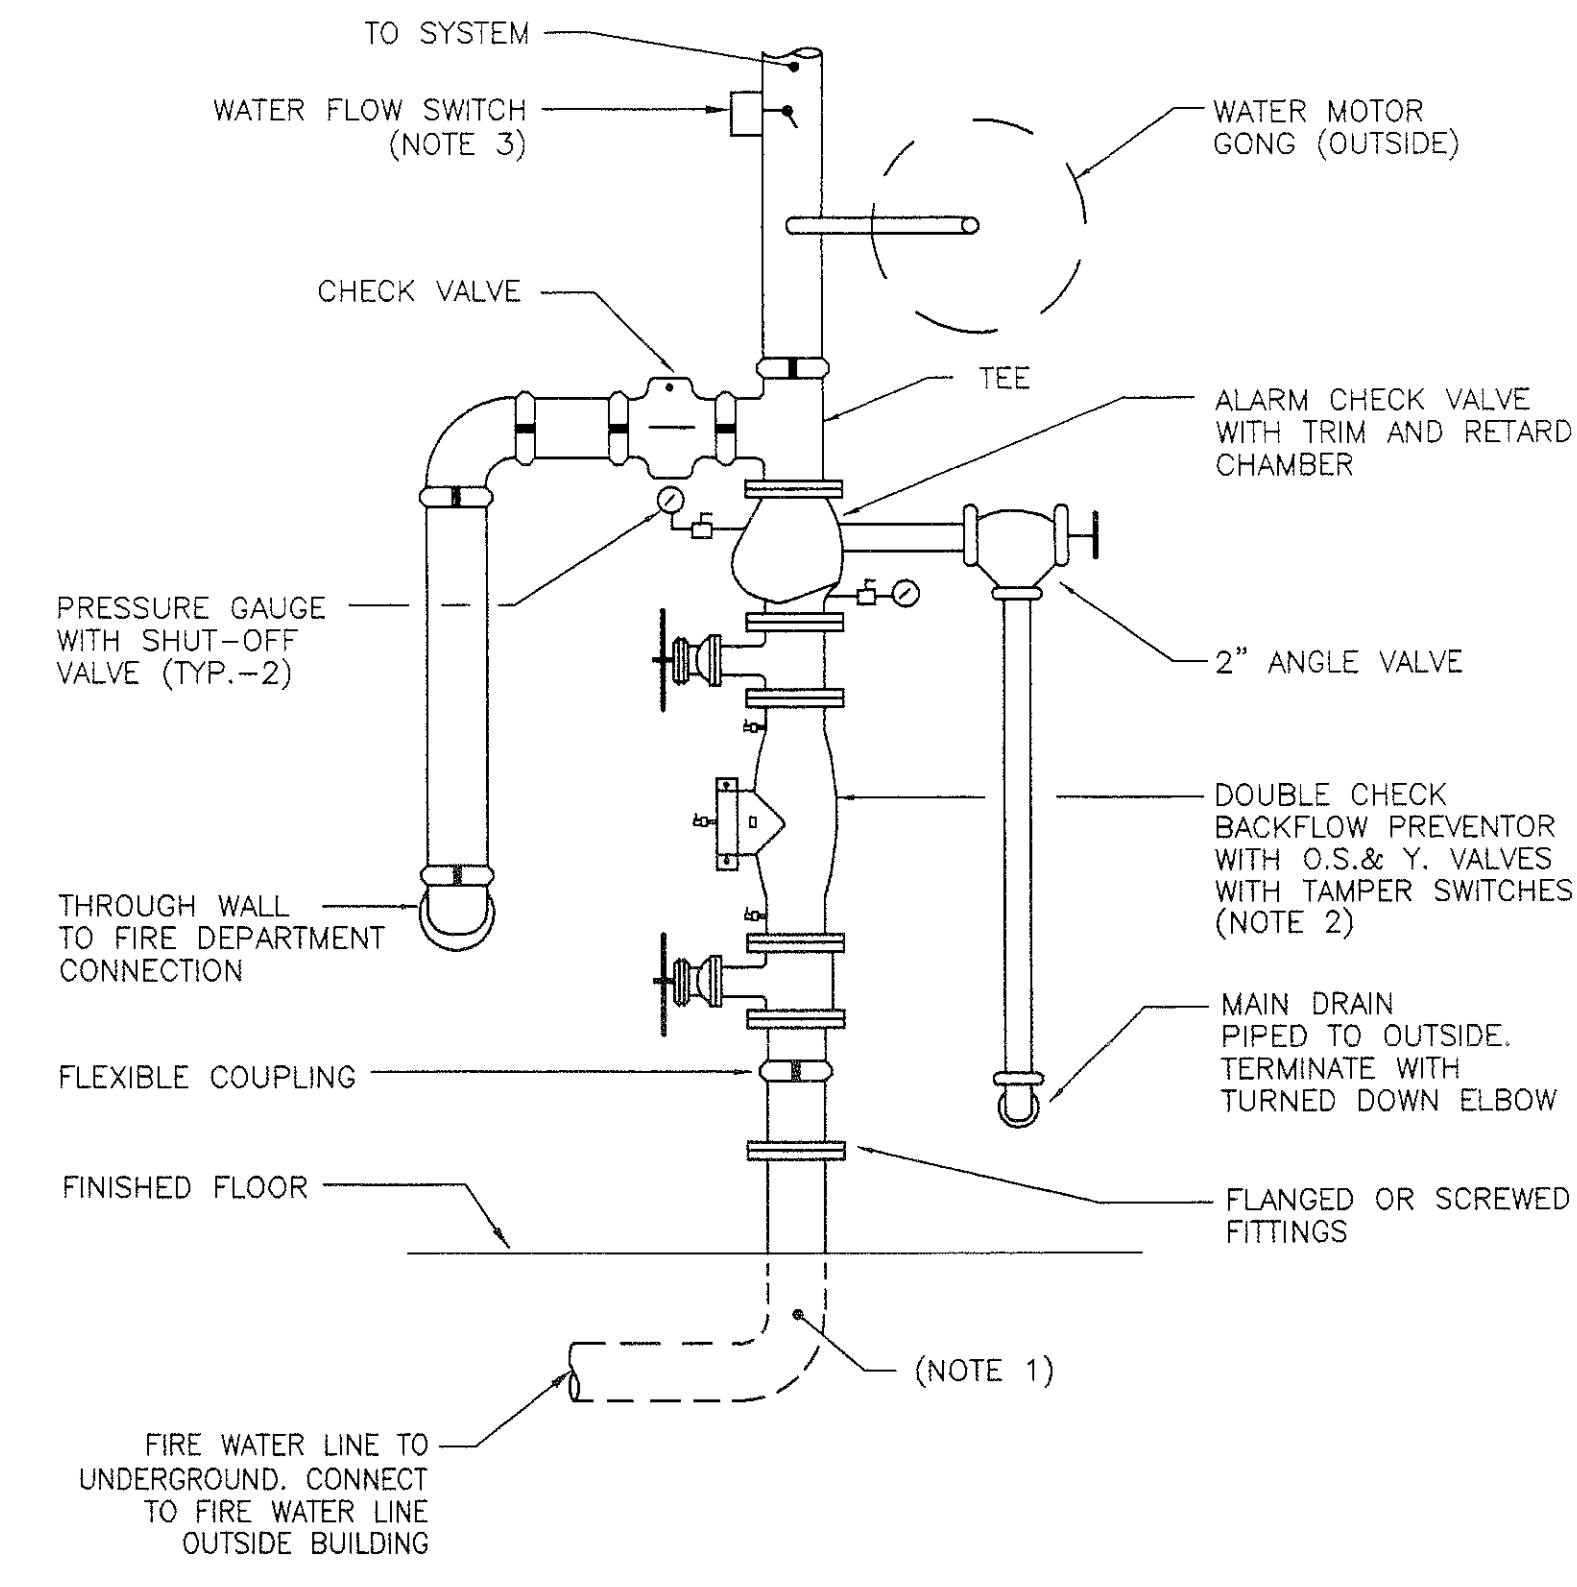 TO SYSTEM
WATER FLOW SWITCH
(NOTE 3)
WATER MOTOR
GONG (OUTSIDE)
CHECK VALVE
TEE
ALARM CHECK VALVE
WITH TRIM AND RETARD
CHAMBER
PRESSURE GAUGE
WITH SHUT-OFF
VALVE (TYP.-2)
2" ANGLE VALVE
DOUBLE CHECK
BACKFLOW PREVENTOR
WITH O.S.& Y. VALVES
WITH TAMPER SWITCHES
(NOTE 2)
THROUGH WALL
TO FIRE DEPARTMENT
CONNECTION
MAIN DRAIN
PIPED TO OUTSIDE.
TERMINATE WITH
TURNED DOWN ELBOW
FLEXIBLE COUPLING
FINISHED FLOOR
FLANGED OR SCREWED
FITTINGS
(NOTE 1)
FIRE WATER LINE TO
UNDERGROUND. CONNECT
TO FIRE WATER LINE
OUTSIDE BUILDING